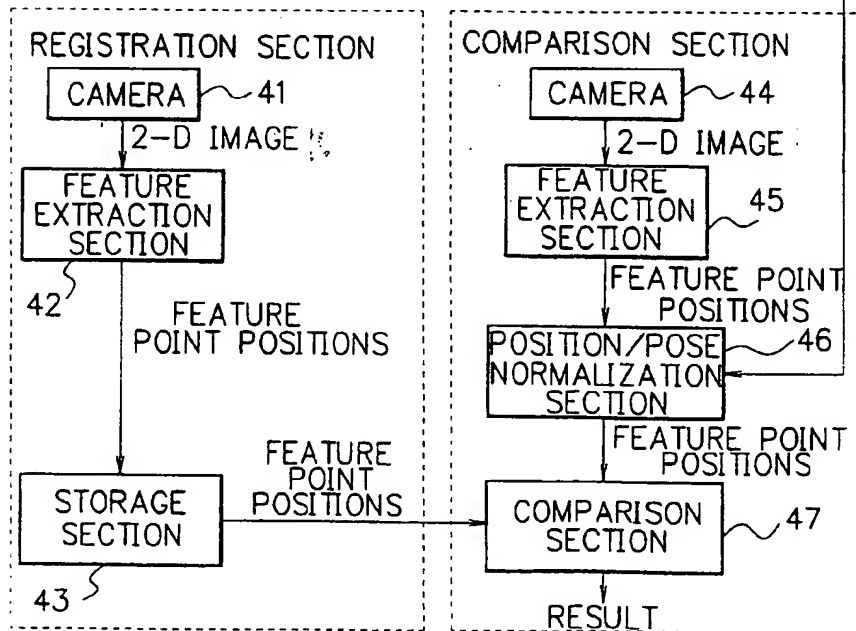 REGISTRATION SECTION
CAMERA
41
2-D IMAGE
FEATURE
EXTRACTION
SECTION
42
FEATURE
POINT POSITIONS
STORAGE
SECTION
43
FEATURE
POINT
POSITIONS
COMPARISON SECTION
CAMERA
44
2-D IMAGE
FEATURE
EXTRACTION
SECTION
45
FEATURE POINT
POSITIONS
POSITION/POSE
NORMALIZATION
SECTION
46
FEATURE POINT
POSITIONS
COMPARISON
SECTION
47
RESULT